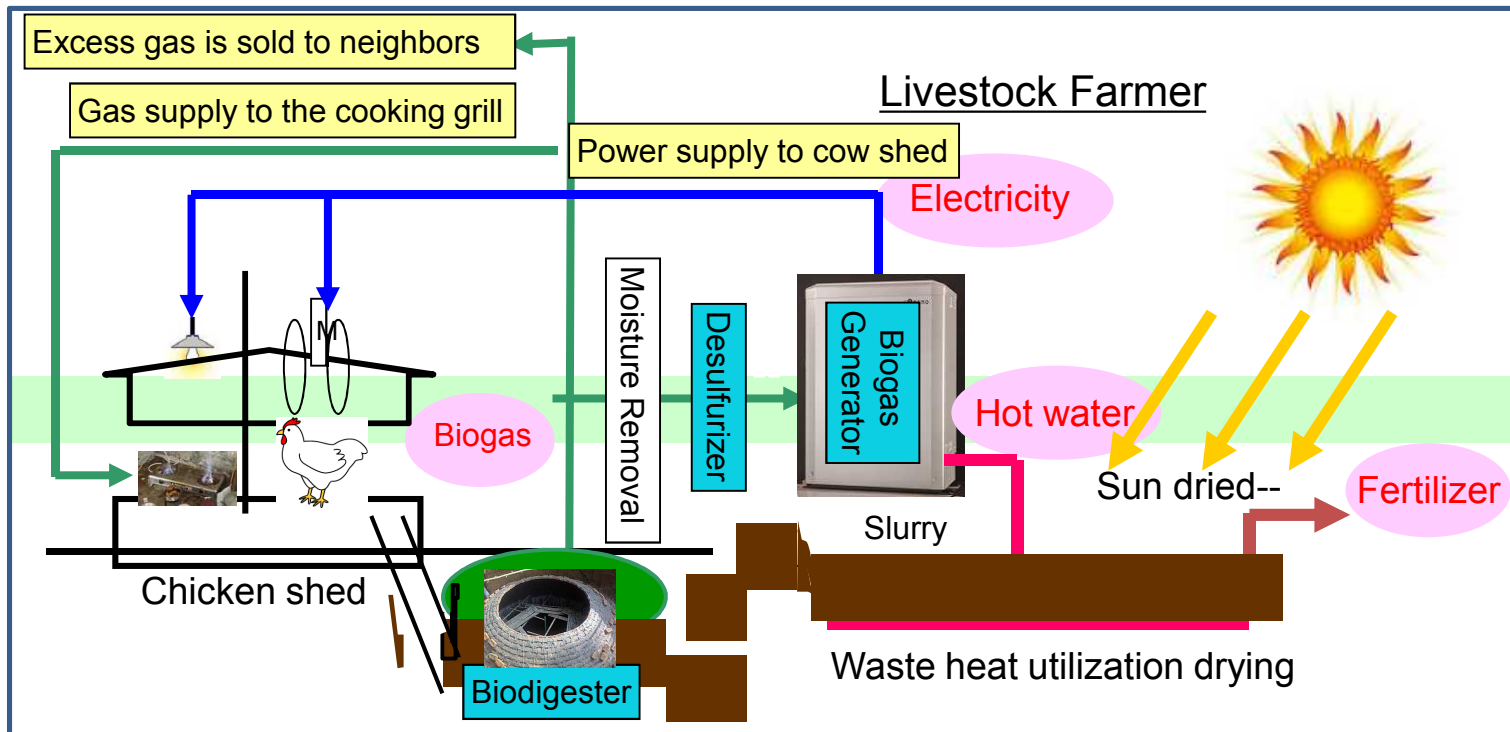 Excess gas is sold to neighbors
Gas supply to the cooking grill
Livestock Farmer
Power supply to cow shed
Electricity
M
Moisture Removal
Desulfurizer
Biogas
Generator
Biogas
Hot water
Sun dried--
Fertilizer
Slurry
Chicken shed
Biodigester
Waste heat utilization drying